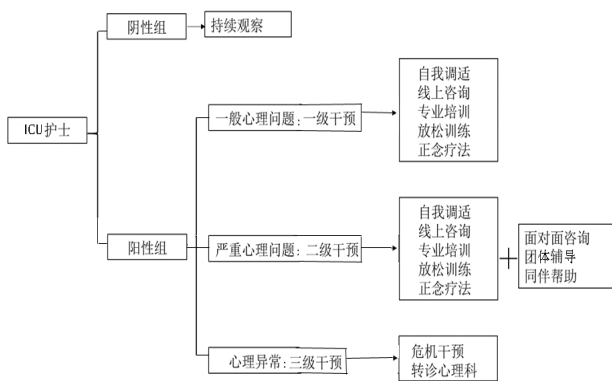 阴性组
持续观察
ICU护士
阳性组
一般心理问题：一级干预
自我调适
线上咨询
专业培训
放松训练
正念疗法
严重心理问题：二级干预
自我调适
线上咨询
专业培训
放松训练
正念疗法
+
面对面咨询
团体辅导
同伴帮助
心理异常：三级干预
危机干预
转诊心理科